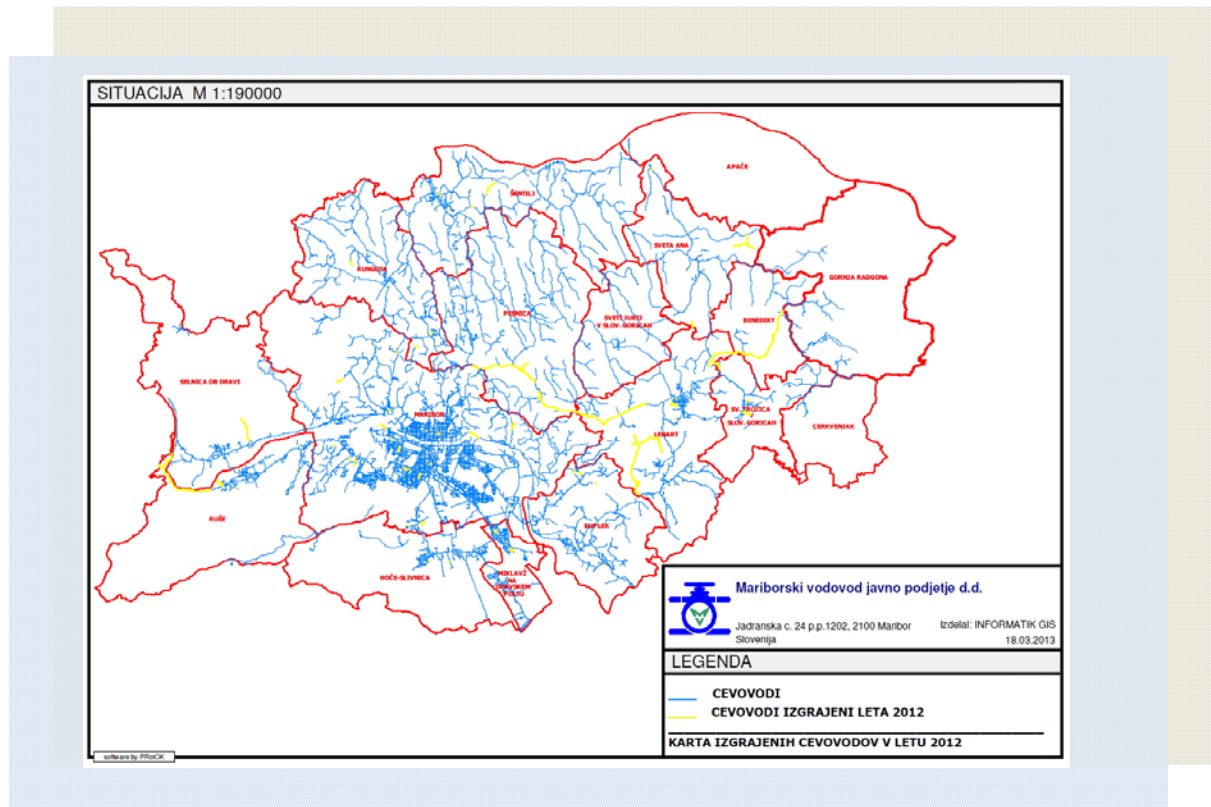 SITUACIJA M 1:190000
APAČE
ŠENTILJ
SVETA ANA
KUNGOTA
GORNJA RADGONA
PESNICA
SVETI JURIJ
V SLOV. GORICAH
BENEDIKT
SELNICA OB DRAVI
MARIBOR
SV. TROJICA
SLOV. GORICAH
CERKVENJAK
LENART
RUŠE
DUPLEK
HOČE-SLIVNICA
MIKLAVŽ
NA
DRAVSKEM
POLJU
Mariborski vodovod javno podjetje d.d.
Jadranska c. 24 p.p.1202, 2100 Maribor
Slovenija
Izdelal: INFORMATIK GIS
18.03.2013
LEGENDA
CEVOVODI
CEVOVODI IZGRAJENI LETA 2012
KARTA IZGRAJENIH CEVOVODOV V LETU 2012
software by